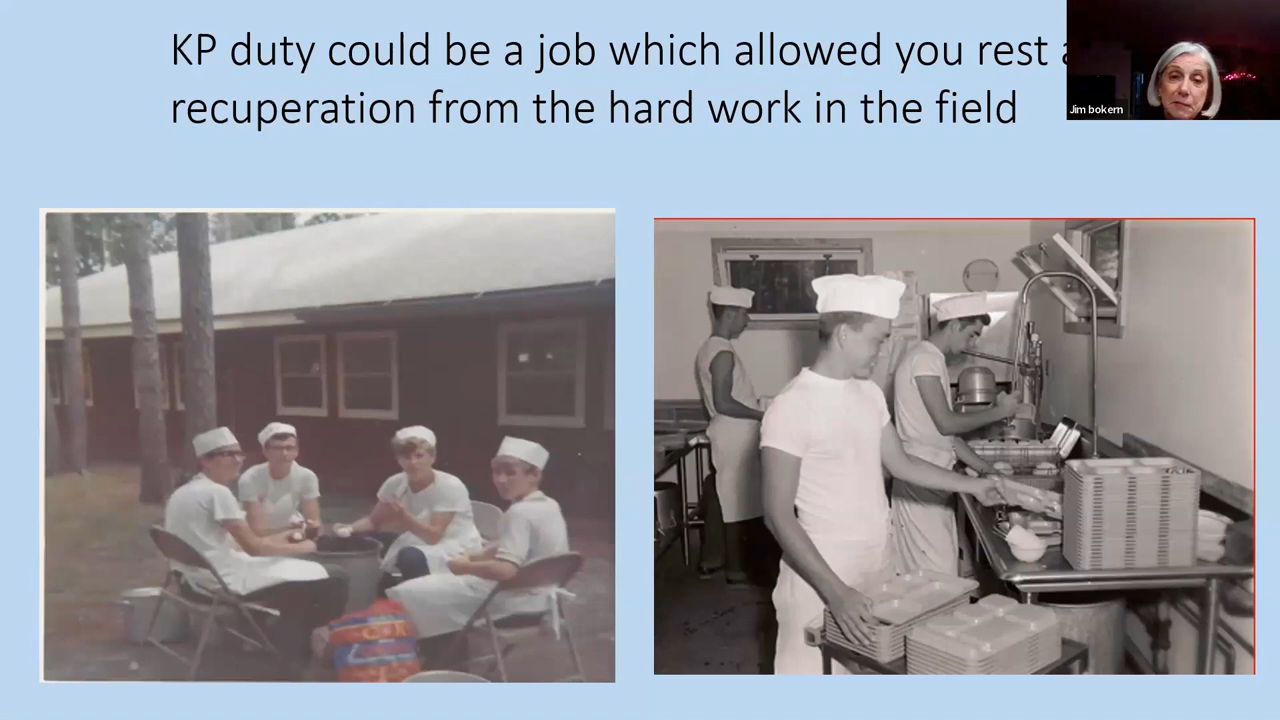 KP duty could be a job which allowed you rest a
recuperation from the hard work in the field
Jim bokern